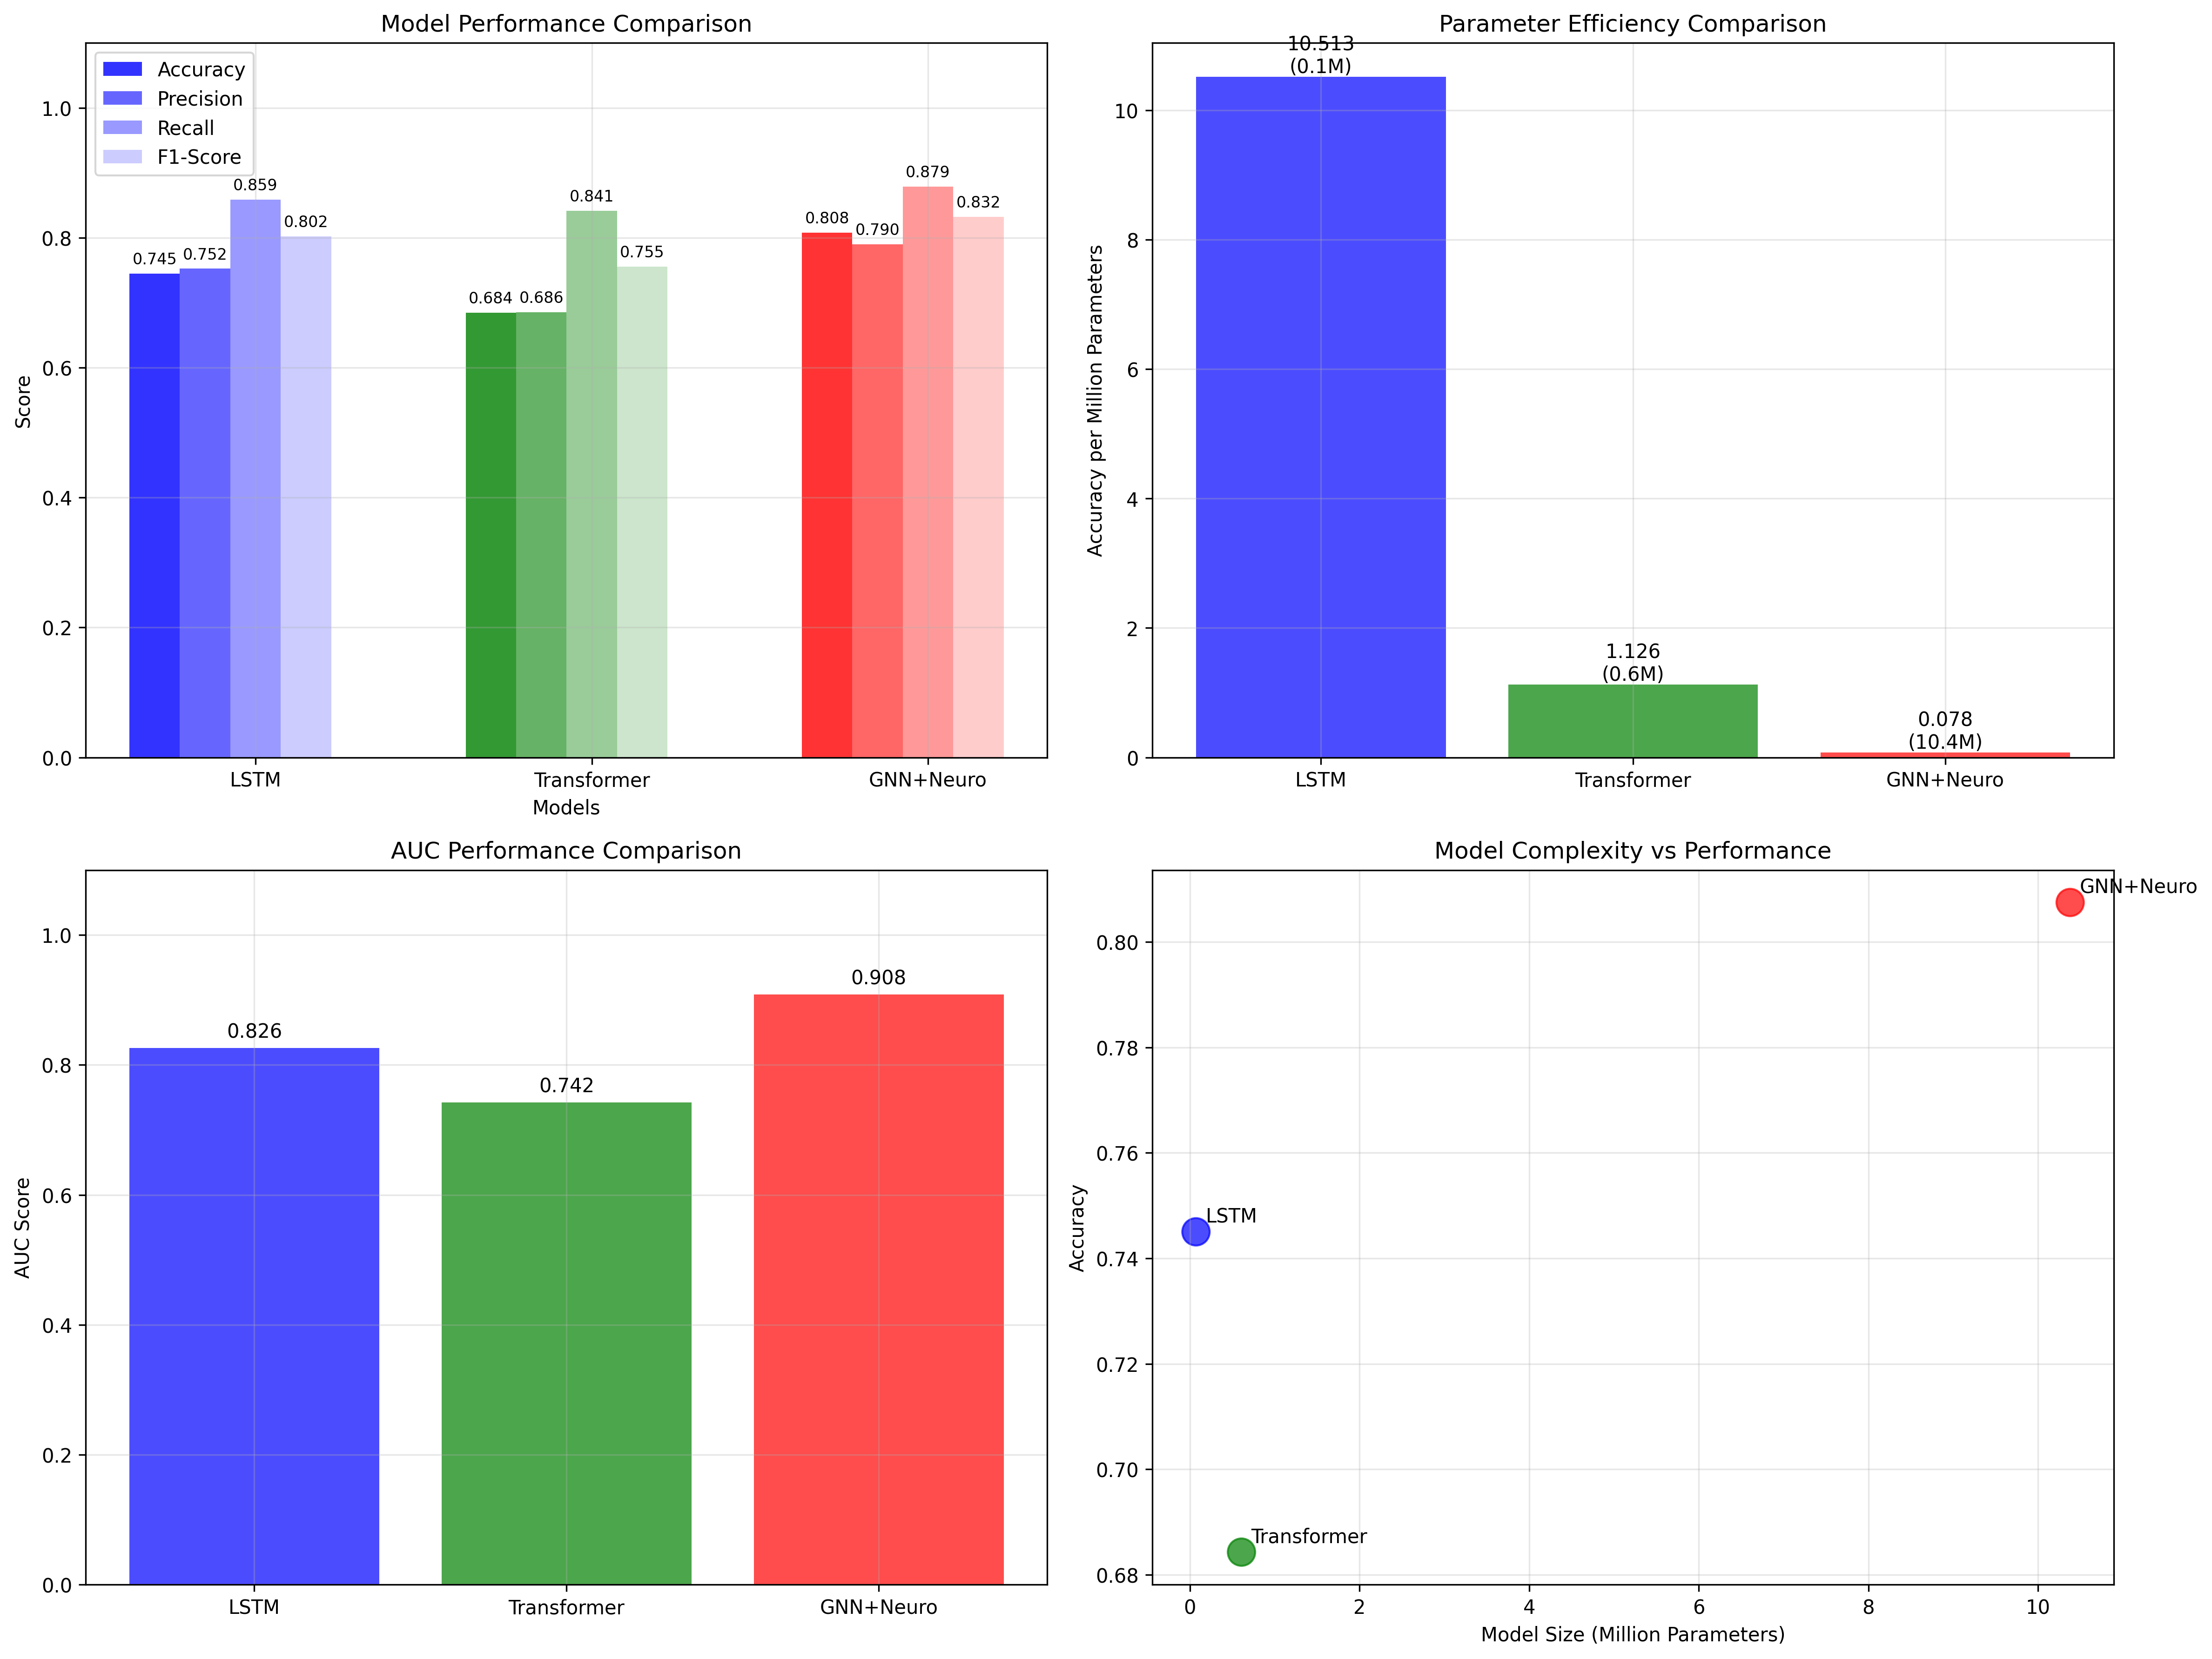 Model Performance Comparison
Accuracy
Precision
Recall
F1-Score
Score
1.0
0.8
0.6
0.4
0.2
0.0
0.745
0.752
0.859
0.802
0.684
0.686
0.841
0.755
0.808
0.790
0.879
0.832
LSTM
Transformer
GNN+Neuro
Models
Parameter Efficiency Comparison
Accuracy per Million Parameters
10
8
6
4
2
0
10.513
(0.1M)
1.126
(0.6M)
0.078
(10.4M)
LSTM
Transformer
GNN+Neuro
AUC Performance Comparison
AUC Score
1.0
0.8
0.6
0.4
0.2
0.0
0.826
0.742
0.908
LSTM
Transformer
GNN+Neuro
Model Complexity vs Performance
Accuracy
0.80
0.78
0.76
0.74
0.72
0.70
0.68
GNN+Neuro
LSTM
Transformer
0
2
4
6
8
10
Model Size (Million Parameters)